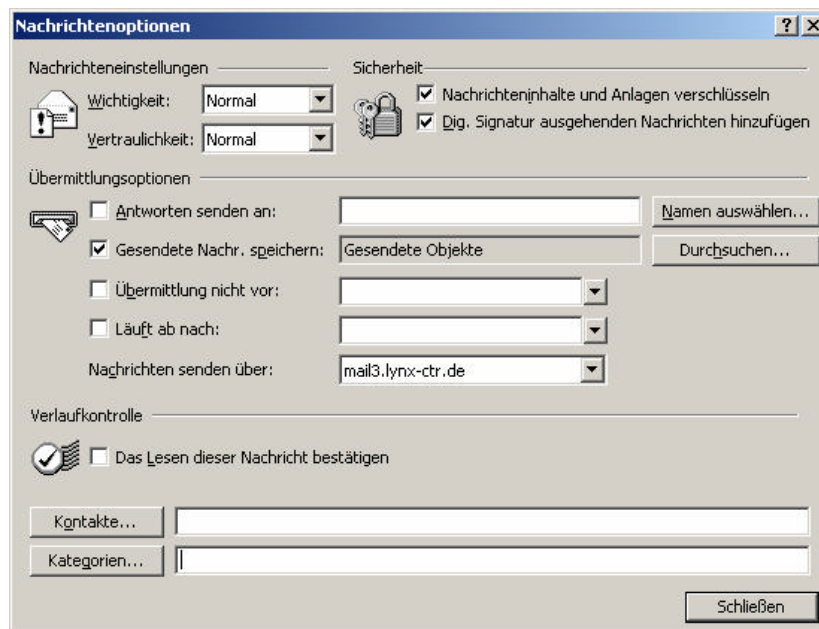 Nachrichtenoptionen
Nachrichteneinstellungen
Sicherheit
Wichtigkeit: Normal
Nachrichteninhalte und Anlagen verschlüsseln
Vertraulichkeit: Normal
Dig. Signatur ausgehenden Nachrichten hinzufügen
Übermittlungsoptionen
Antworten senden an:
Namen auswählen...
Gesendete Nachr. speichern: Gesendete Objekte
Durchsuchen...
Übermittlung nicht vor:
Läuft ab nach:
Nachrichten senden über: mail3.lynx-ctr.de
Verlaufkontrolle
Das Lesen dieser Nachricht bestätigen
Kontakte...
Kategorien...
Schließen